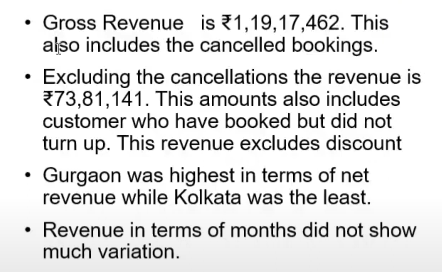 • Gross Revenue is ₹1,19,17,462. This
also includes the cancelled bookings.
• Excluding the cancellations the revenue is
₹73,81,141. This amounts also includes
customer who have booked but did not
turn up. This revenue excludes discount
• Gurgaon was highest in terms of net
revenue while Kolkata was the least.
• Revenue in terms of months did not show
much variation.